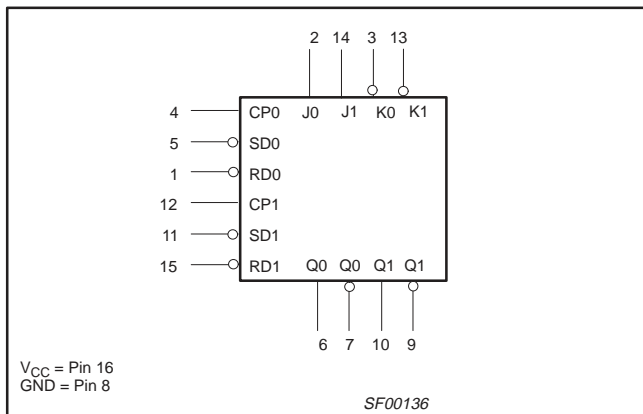 2 14 3 13
4 CP0 J0 J1 K0 K1
5 SD0
1 RD0
12 CP1
11 SD1
15 RD1 Q0 Q0 Q1 Q1
6 7 10 9
VCC = Pin 16
GND = Pin 8
SF00136